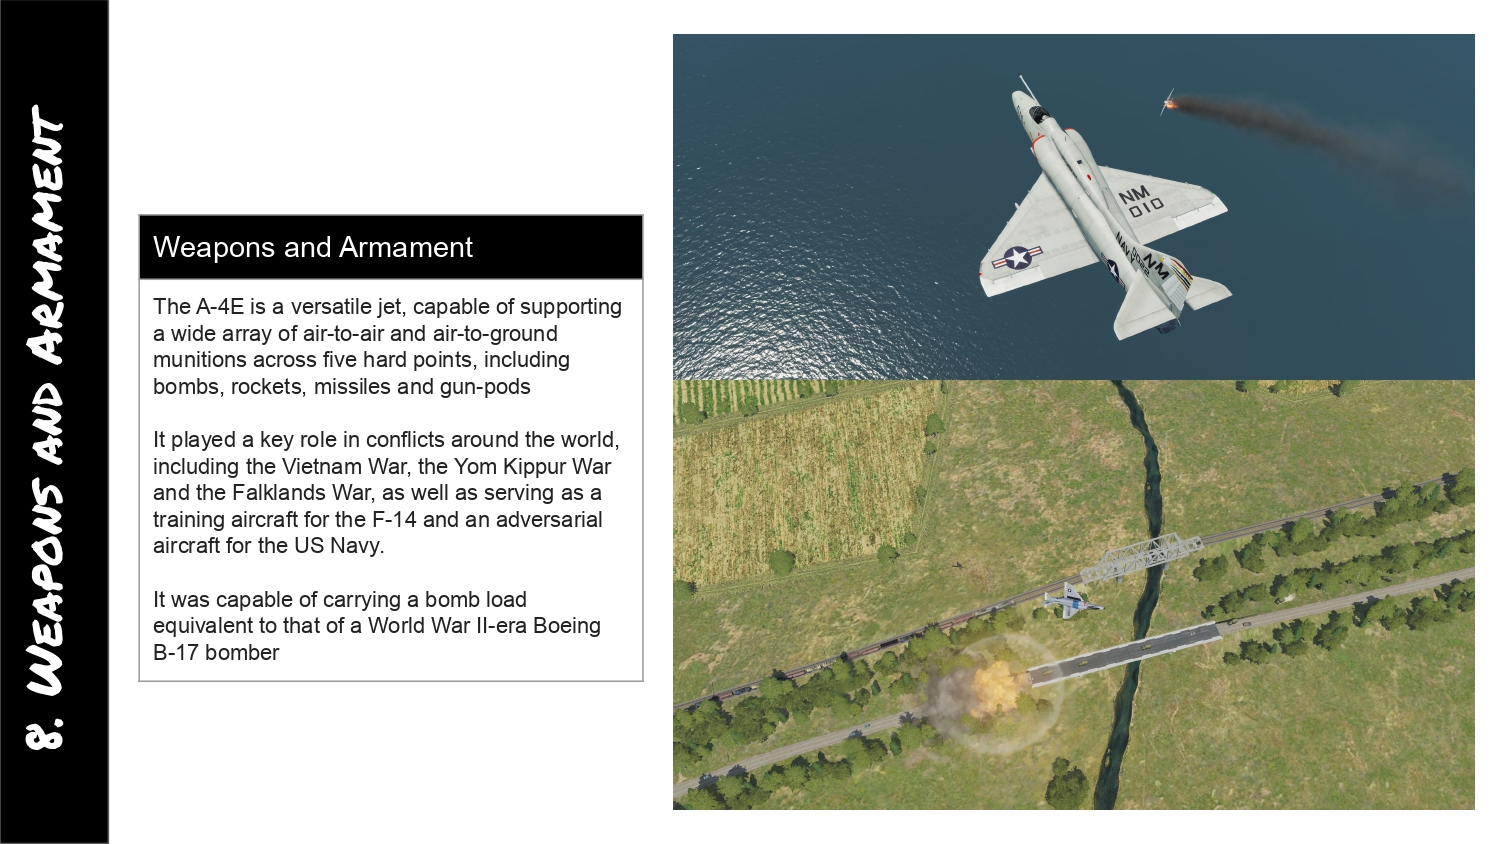 8. WEAPONS AND ARMAMENT
Weapons and Armament
The A-4E is a versatile jet, capable of supporting
a wide array of air-to-air and air-to-ground
munitions across five hard points, including
bombs, rockets, missiles and gun-pods
It played a key role in conflicts around the world,
including the Vietnam War, the Yom Kippur War
and the Falklands War, as well as serving as a
training aircraft for the F-14 and an adversarial
aircraft for the US Navy.
It was capable of carrying a bomb load
equivalent to that of a World War II-era Boeing
B-17 bomber
NM
010
NAVY
NM